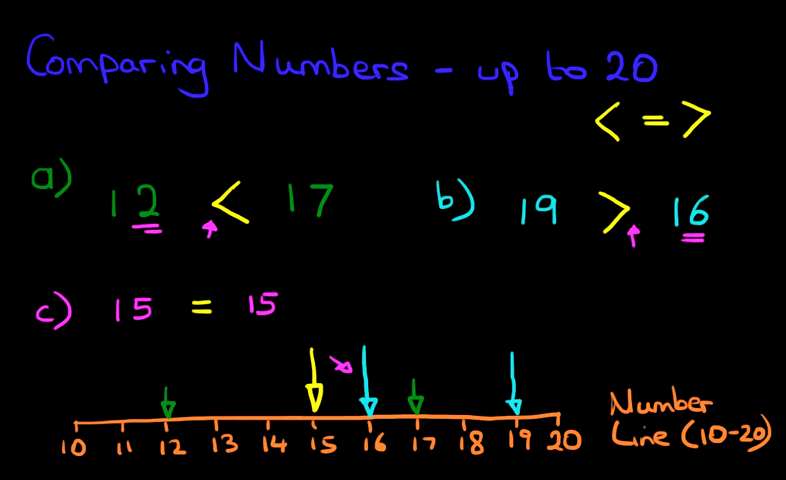 Comparing Numbers - up to 20
< = >
a) 12 < 17
b) 19 > 16
c) 15 = 15
10 11 12 13 14 15 16 17 18 19 20
Number
Line (10-20)